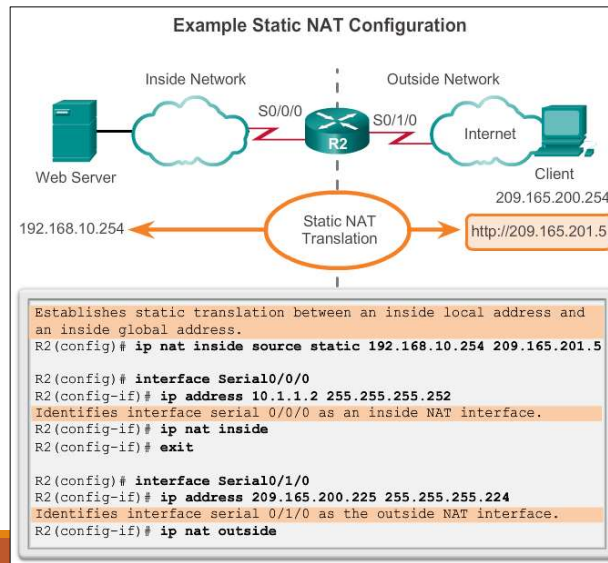 Example Static NAT Configuration
Inside Network
Outside Network
S0/0/0
S0/1/0
R2
Internet
Web Server
Client
209.165.200.254
192.168.10.254
Static NAT
Translation
http://209.165.201.5
Establishes static translation between an inside local address and
an inside global address.
R2(config)# ip nat inside source static 192.168.10.254 209.165.201.5
R2(config)# interface Serial0/0/0
R2(config-if)# ip address 10.1.1.2 255.255.255.252
Identifies interface serial 0/0/0 as an inside NAT interface.
R2(config-if)# ip nat inside
R2(config-if)# exit
R2(config)# interface Serial0/1/0
R2(config-if)# ip address 209.165.200.225 255.255.255.224
Identifies interface serial 0/1/0 as the outside NAT interface.
R2(config-if)# ip nat outside